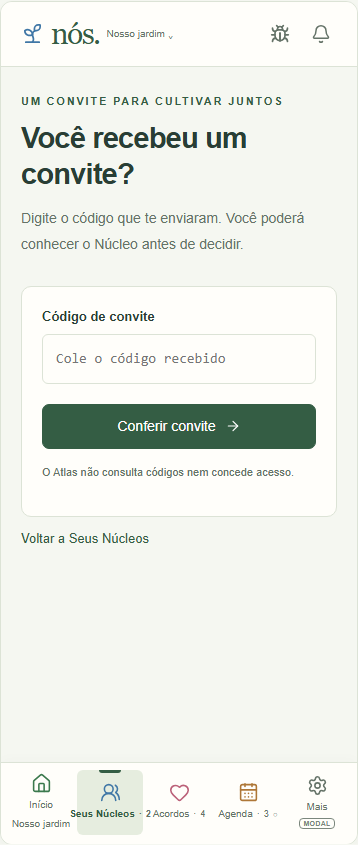 nós. Nosso jardim
UM CONVITE PARA CULTIVAR JUNTOS
Você recebeu um
convite?
Digite o código que te enviaram. Você poderá
conhecer o Núcleo antes de decidir.
Código de convite
Cole o código recebido
Conferir convite →
O Atlas não consulta códigos nem concede acesso.
Voltar a Seus Núcleos
Início
Nosso jardim
Seus Núcleos · 2
Acordos · 4
Agenda · 3
Mais
MODAL